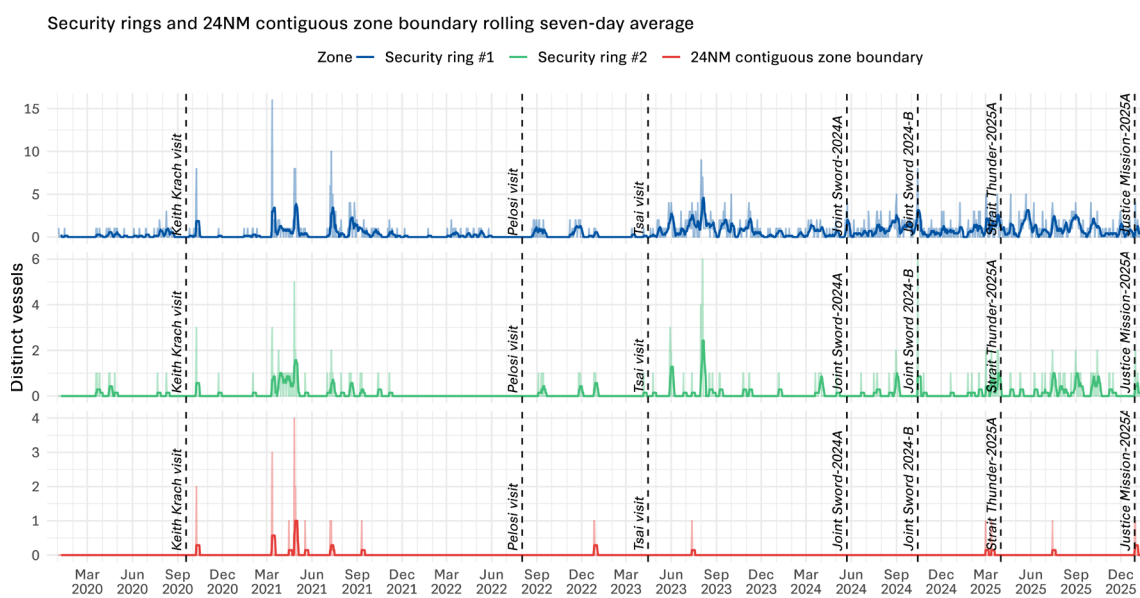 Security rings and 24NM contiguous zone boundary rolling seven-day average
Zone Security ring #1 Security ring #2 24NM contiguous zone boundary
Distinct vessels
15
10
5
0
Keith Krach visit
Pelosi visit
Tsai visit
Joint Sword-2024A
Joint Sword 2024-B
Strait Thunder-2025A
Justice Mission-2025A
6
4
2
0
Keith Krach visit
Pelosi visit
Tsai visit
Joint Sword-2024A
Joint Sword 2024-B
Strait Thunder-2025A
Justice Mission-2025A
4
3
2
1
0
Keith Krach visit
Pelosi visit
Tsai visit
Joint Sword-2024A
Joint Sword 2024-B
Strait Thunder-2025A
Justice Mission-2025A
Mar Jun Sep Dec Mar Jun Sep Dec Mar Jun Sep Dec Mar Jun Sep Dec Mar Jun Sep Dec Mar Jun Sep Dec
2020 2020 2020 2020 2021 2021 2021 2021 2022 2022 2022 2022 2023 2023 2023 2023 2024 2024 2024 2024 2025 2025 2025 2025